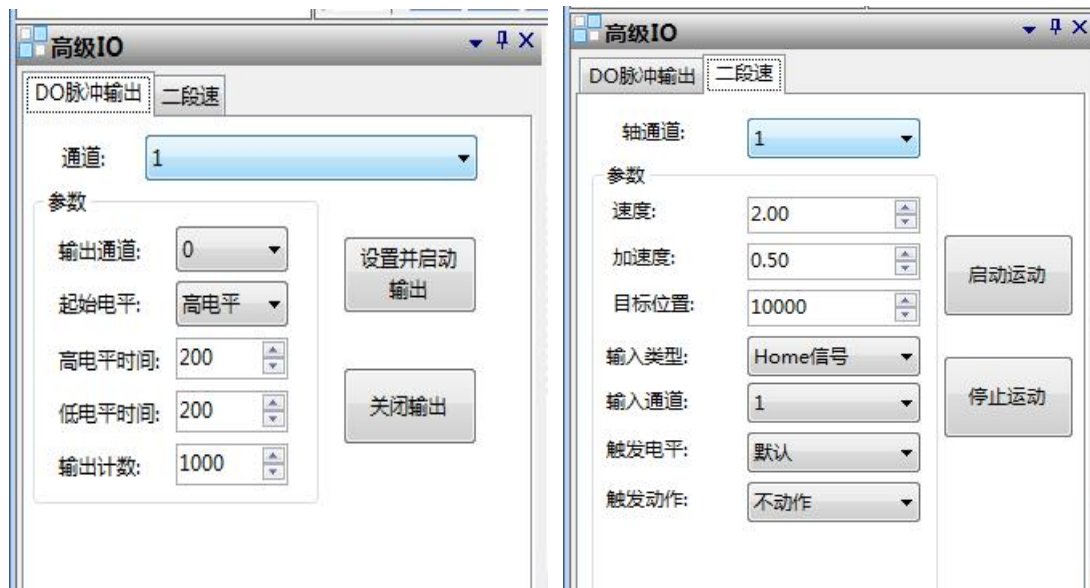 高级IO
DO脉冲输出 二段速
通道: 1
参数
输出通道: 0
起始电平: 高电平
高电平时间: 200
低电平时间: 200
输出计数: 1000
设置并启动
输出
关闭输出
高级IO
DO脉冲输出 二段速
轴通道: 1
参数
速度: 2.00
加速度: 0.50
目标位置: 10000
输入类型: Home信号
输入通道: 1
触发电平: 默认
触发动作: 不动作
启动运动
停止运动